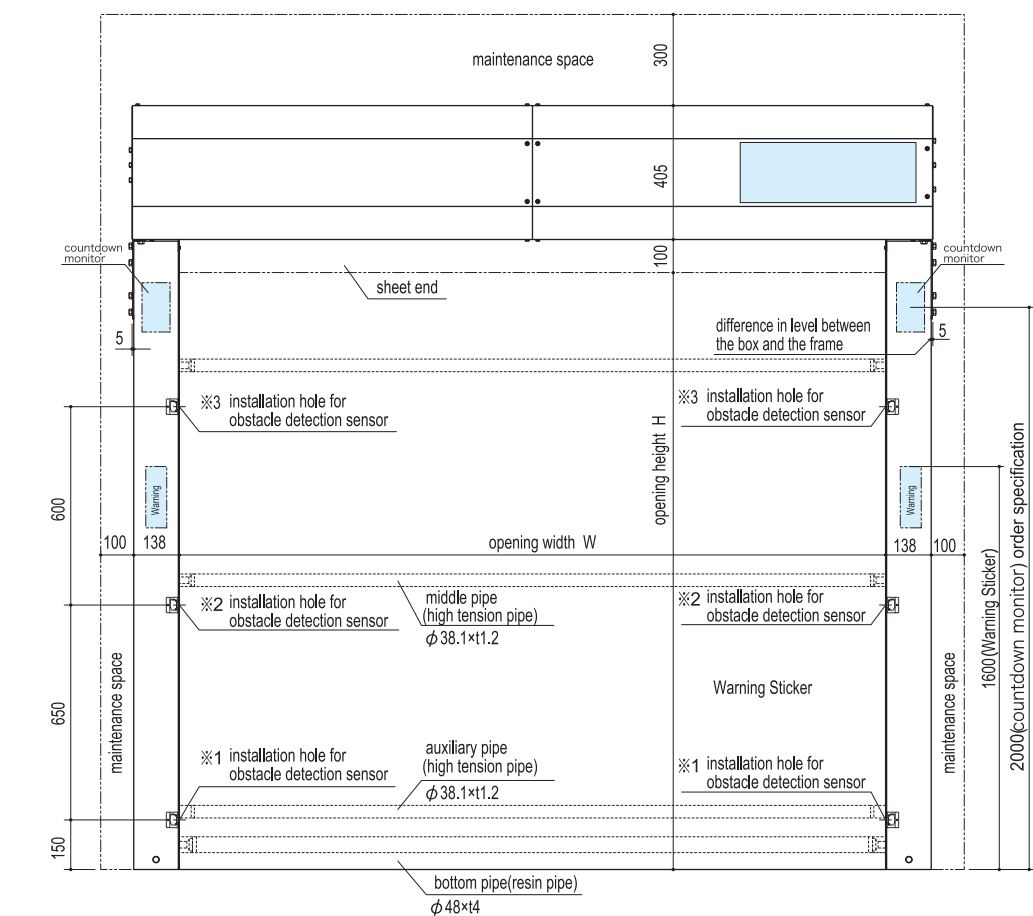 maintenance space
300
405
100
countdown
monitor
countdown
monitor
sheet end
difference in level between
the box and the frame
5
5
※3 installation hole for
obstacle detection sensor
※3 installation hole for
obstacle detection sensor
opening height H
600
Warning
Warning
100
138
opening width W
138
100
middle pipe
(high tension pipe)
φ38.1×t1.2
※2 installation hole for
obstacle detection sensor
※2 installation hole for
obstacle detection sensor
1600(Warning Sticker)
2000(countdown monitor) order specification
maintenance space
650
Warning Sticker
maintenance space
※1 installation hole for
obstacle detection sensor
auxiliary pipe
(high tension pipe)
φ38.1×t1.2
※1 installation hole for
obstacle detection sensor
150
bottom pipe(resin pipe)
φ48×t4